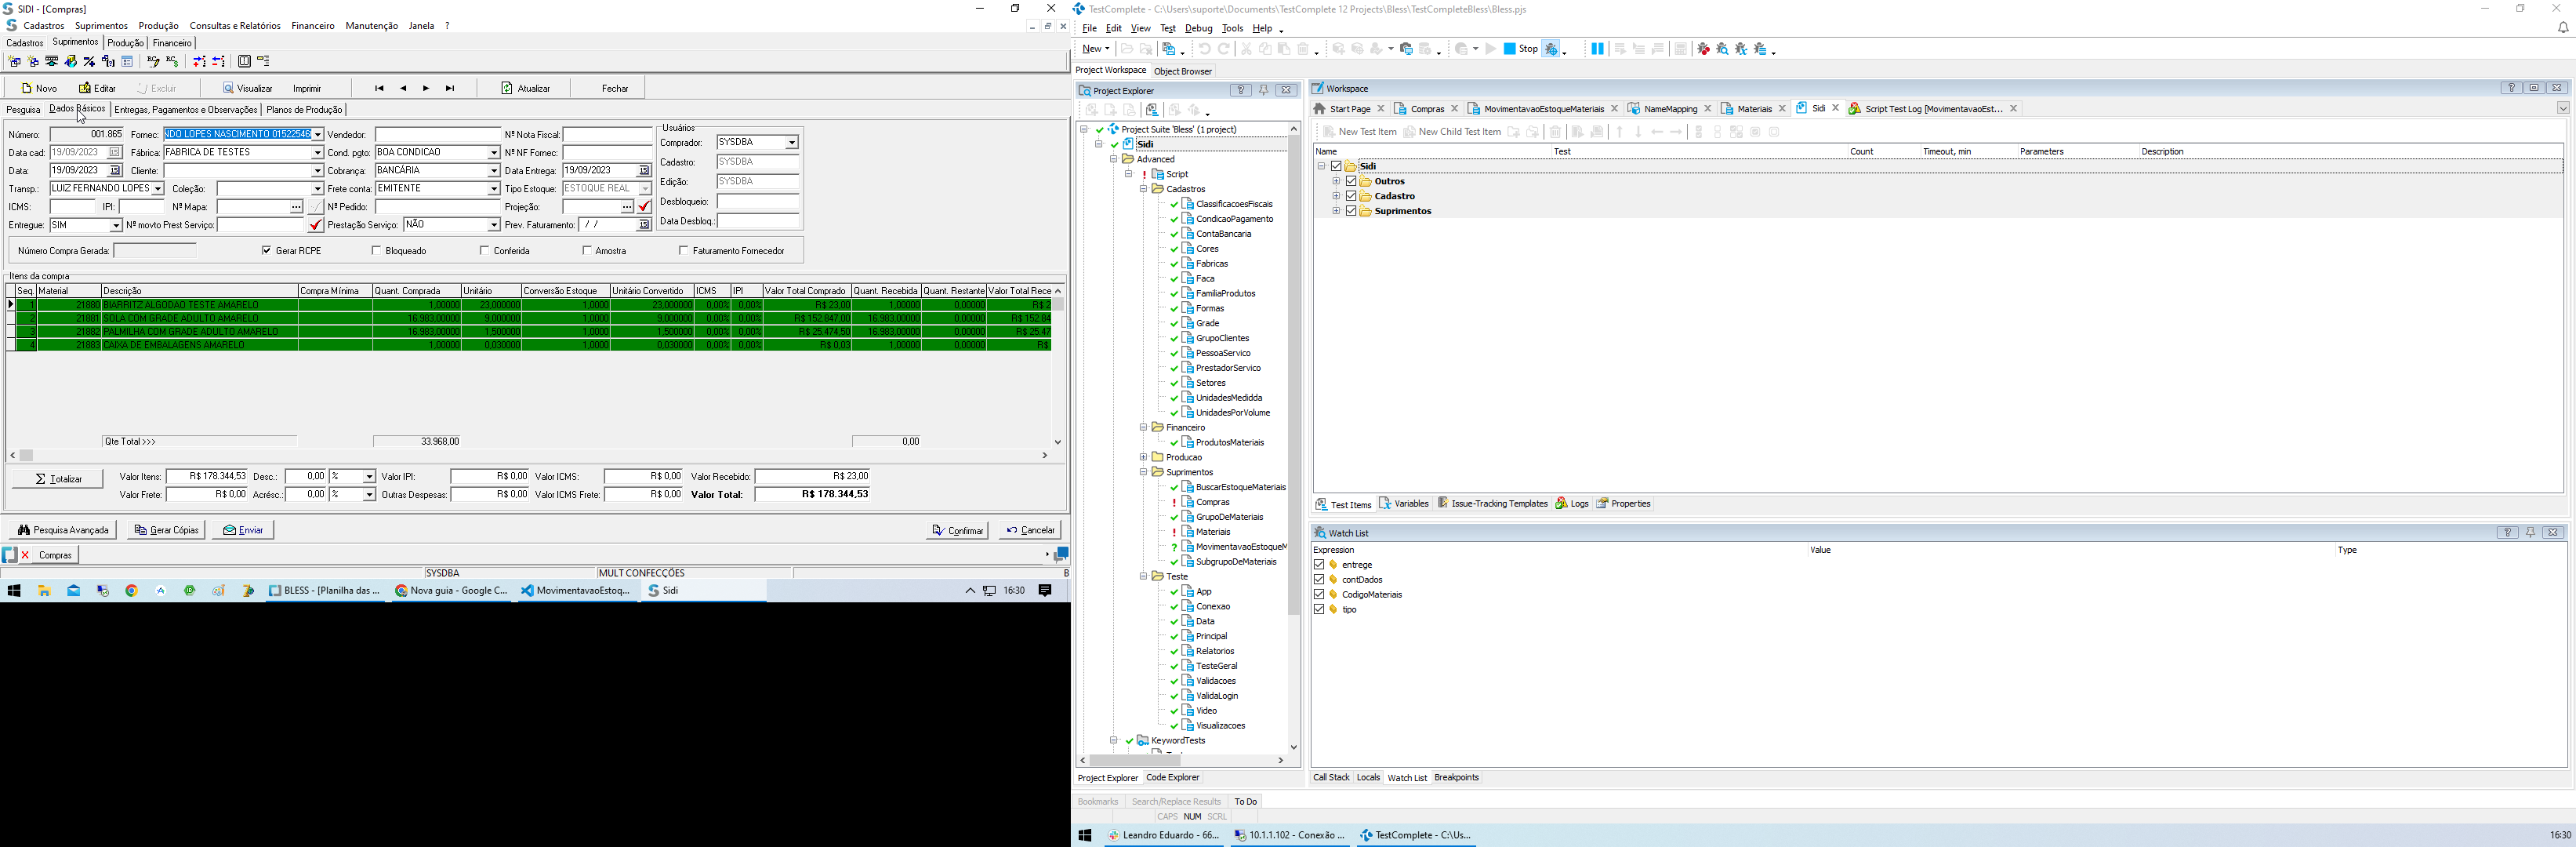 SIDI - [Compras]
Cadastros Suprimentos Produção Consultas e Relatórios Financeiro Manutenção Janela ?
Cadastros Suprimentos Produção Financeiro
Novo Editar Excluir Visualizar Imprimir Atualizar Fechar
Pesquisa Dados Básicos Entregas, Pagamentos e Observações Planos de Produção
Número: 001.865 Fornec: NDO LOPES NASCIMENTO 01522546 Vendedor: Nº Nota Fiscal:
Data cad: 19/09/2023 Fábrica: FABRICA DE TESTES Cond. pgto: BOA CONDICAO Nº NF Fornec:
Data: 19/09/2023 Cliente: Cobrança: BANCÁRIA Data Entrega: 19/09/2023
Transp.: LUIZ FERNANDO LOPES Coleção: Frete conta: EMITENTE Tipo Estoque: ESTOQUE REAL
ICMS: IPI: Nº Mapa: Nº Pedido: Projeção:
Entregue: SIM Nº movto Prest Serviço: Prestação Serviço: NÃO Prev. Faturamento: / /
Usuários
Comprador: SYSDBA
Cadastro: SYSDBA
Edição: SYSDBA
Desbloqueio:
Data Desbloq.:
Número Compra Gerada: Gerar RCPE Bloqueado Conferida Amostra Faturamento Fornecedor
Itens da compra
Seq. Material Descrição Compra Mínima Quant. Comprada Unitário Conversão Estoque Unitário Convertido ICMS IPI Valor Total Comprado Quant. Recebida Quant. Restante Valor Total Rece
1 21880 BIARRITZ ALGODAO TESTE AMARELO 1,00000 23,000000 1,0000 23,000000 0,00% 0,00% R$ 23,00 1,00000 0,00000 R$ 2
2 21881 SOLA COM GRADE ADULTO AMARELO 16.983,00000 9,000000 1,0000 9,000000 0,00% 0,00% R$ 152.847,00 16.983,00000 0,00000 R$ 152.84
3 21882 PALMILHA COM GRADE ADULTO AMARELO 16.983,00000 1,500000 1,0000 1,500000 0,00% 0,00% R$ 25.474,50 16.983,00000 0,00000 R$ 25.47
4 21883 CAIXA DE EMBALAGENS AMARELO 1,00000 0,030000 1,0000 0,030000 0,00% 0,00% R$ 0,03 1,00000 0,00000 R$
Qte Total >>> 33.968,00 0,00
Totalizar Valor Itens: R$ 178.344,53 Desc.: 0,00 % Valor IPI: R$ 0,00 Valor ICMS: R$ 0,00 Valor Recebido: R$ 23,00
Valor Frete: R$ 0,00 Acrésc.: 0,00 % Outras Despesas: R$ 0,00 Valor ICMS Frete: R$ 0,00 Valor Total: R$ 178.344,53
Pesquisa Avançada Gerar Cópias Enviar Confirmar Cancelar
Compras
SYSDBA MULT CONFECÇÕES B
BLESS - [Planilha das ... Nova guia - Google C... MovimentavaoEstoq... Sidi 16:30
TestComplete - C:\Users\suporte\Documents\TestComplete 12 Projects\Bless\TestCompleteBless\Bless.pjs
File Edit View Test Debug Tools Help
New Stop
Project Workspace Object Browser
Project Explorer
Project Suite 'Bless' (1 project)
Sidi
Advanced
Script
Cadastros
ClassificacoesFiscais
CondicaoPagamento
ContaBancaria
Cores
Fabricas
Faca
FamiliaProdutos
Formas
Grade
GrupoClientes
PessoaServico
PrestadorServico
Setores
UnidadesMedidda
UnidadesPorVolume
Financeiro
ProdutosMateriais
Producao
Suprimentos
BuscarEstoqueMateriais
Compras
GrupoDeMateriais
Materiais
MovimentavaoEstoqueM
SubgrupoDeMateriais
Teste
App
Conexao
Data
Principal
Relatorios
TesteGeral
Validacoes
ValidaLogin
Video
Visualizacoes
KeywordTests
Project Explorer Code Explorer
Workspace
Start Page Compras MovimentavaoEstoqueMateriais NameMapping Materiais Sidi Script Test Log [MovimentavaoEst...
New Test Item New Child Test Item
Name Test Count Timeout, min Parameters Description
Sidi
Outros
Cadastro
Suprimentos
Test Items Variables Issue-Tracking Templates Logs Properties
Watch List
Expression Value Type
entrege
contDados
CodigoMateriais
tipo
Call Stack Locals Watch List Breakpoints
Bookmarks Search/Replace Results To Do
CAPS NUM SCRL
Leandro Eduardo - 66... 10.1.1.102 - Conexão ... TestComplete - C:\Us... 16:30